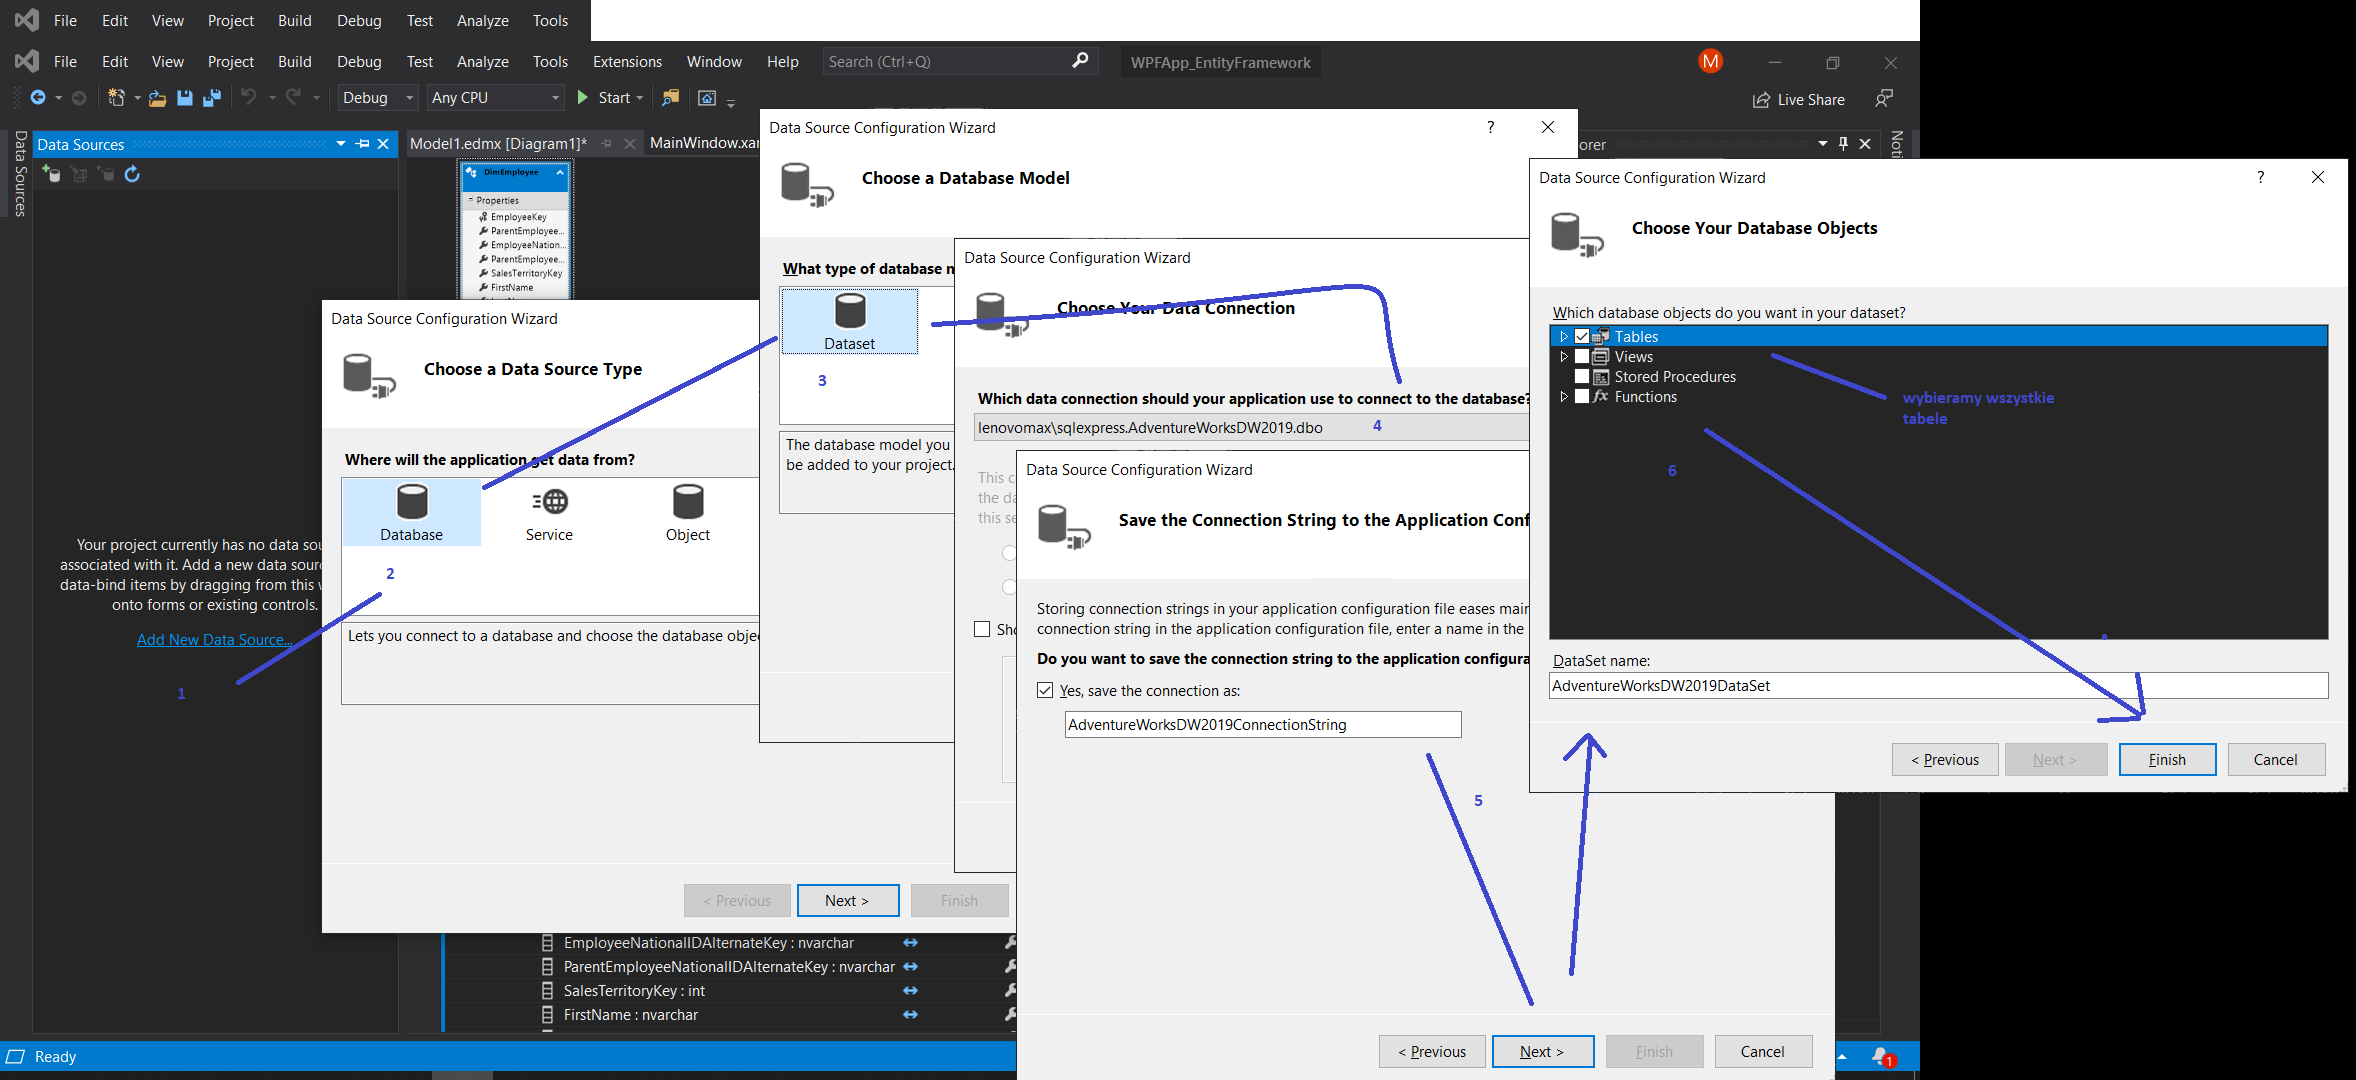 File Edit View Project Build Debug Test Analyze Tools
File Edit View Project Build Debug Test Analyze Tools Extensions Window Help Search (Ctrl+Q) WPFApp_EntityFramework M
Debug Any CPU Start Live Share
Data Sources
Data Sources
Model1.edmx [Diagram1]*
MainWindow.xa
orer
Noti
DimEmployee
Properties
EmployeeKey
ParentEmployee...
EmployeeNation...
ParentEmployee...
SalesTerritoryKey
FirstName
Your project currently has no data sou
associated with it. Add a new data sourc
data-bind items by dragging from this w
onto forms or existing controls.
Add New Data Source...
1
Data Source Configuration Wizard
Choose a Data Source Type
Where will the application get data from?
Database
Service
Object
2
Lets you connect to a database and choose the database obje
< Previous
Next >
Finish
Data Source Configuration Wizard ?
Choose a Database Model
What type of database
Dataset
3
The database model you
be added to your project.
Data Source Configuration Wizard
Choose Your Data Connection
Which data connection should your application use to connect to the database?
lenovomax\sqlexpress.AdventureWorksDW2019.dbo
4
This c
the da
this se
Sho
Data Source Configuration Wizard
Save the Connection String to the Application Conf
Storing connection strings in your application configuration file eases main
connection string in the application configuration file, enter a name in the
Do you want to save the connection string to the application configura
Yes, save the connection as:
AdventureWorksDW2019ConnectionString
5
< Previous
Next >
Finish
Cancel
Data Source Configuration Wizard ?
Choose Your Database Objects
Which database objects do you want in your dataset?
Tables
Views
Stored Procedures
fx Functions
wybieramy wszystkie
tabele
6
DataSet name:
AdventureWorksDW2019DataSet
< Previous
Next >
Finish
Cancel
EmployeeNationalIDAlternateKey : nvarchar
ParentEmployeeNationalIDAlternateKey : nvarchar
SalesTerritoryKey : int
FirstName : nvarchar
Ready
1